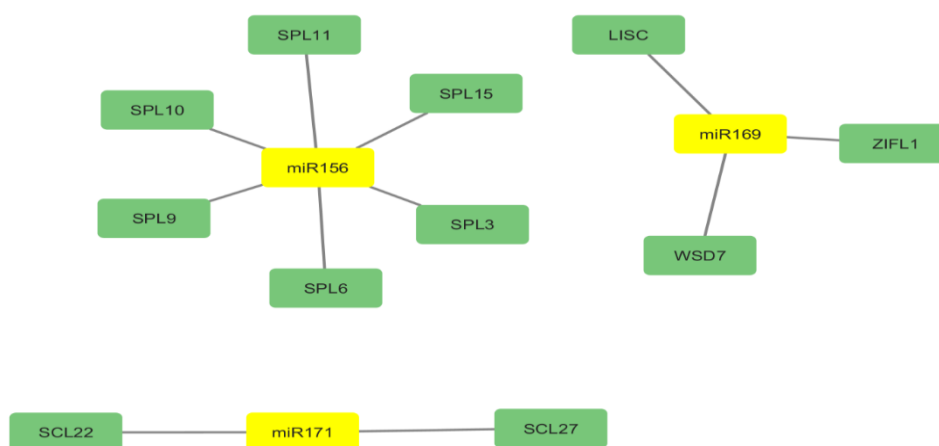 SPL11
LISC
SPL15
SPL10
miR169
ZIFL1
miR156
SPL9
SPL3
WSD7
SPL6
SCL22
miR171
SCL27